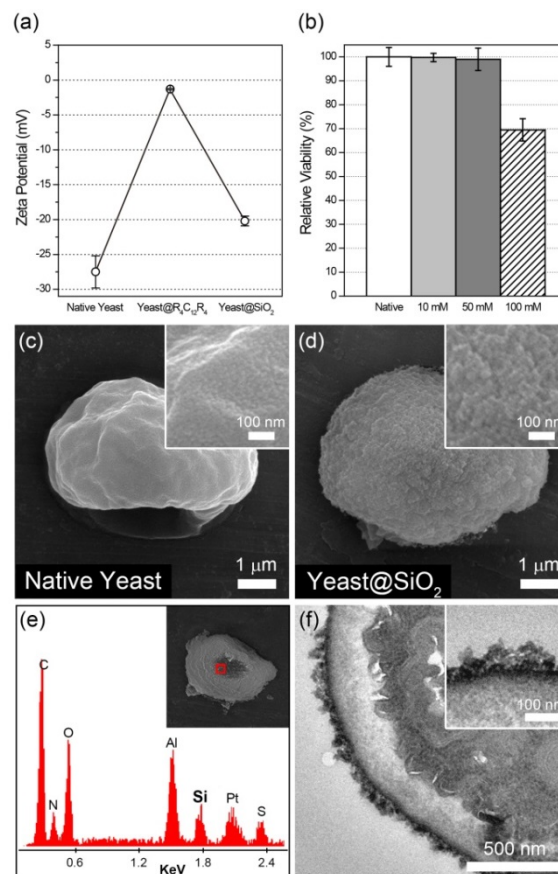 (a)
Zeta Potential (mV)
0
-5
-10
-15
-20
-25
-30
Native Yeast Yeast@R₄C₁₂R₄ Yeast@SiO₂
(b)
Relative Viability (%)
100
90
80
70
60
50
40
30
20
10
0
Native 10 mM 50 mM 100 mM
(c)
100 nm
Native Yeast
1 μm
(d)
100 nm
Yeast@SiO₂
1 μm
(e)
C
N
O
Al
Si
Pt
S
0.6 1.2 1.8 2.4
KeV
(f)
100 nm
500 nm